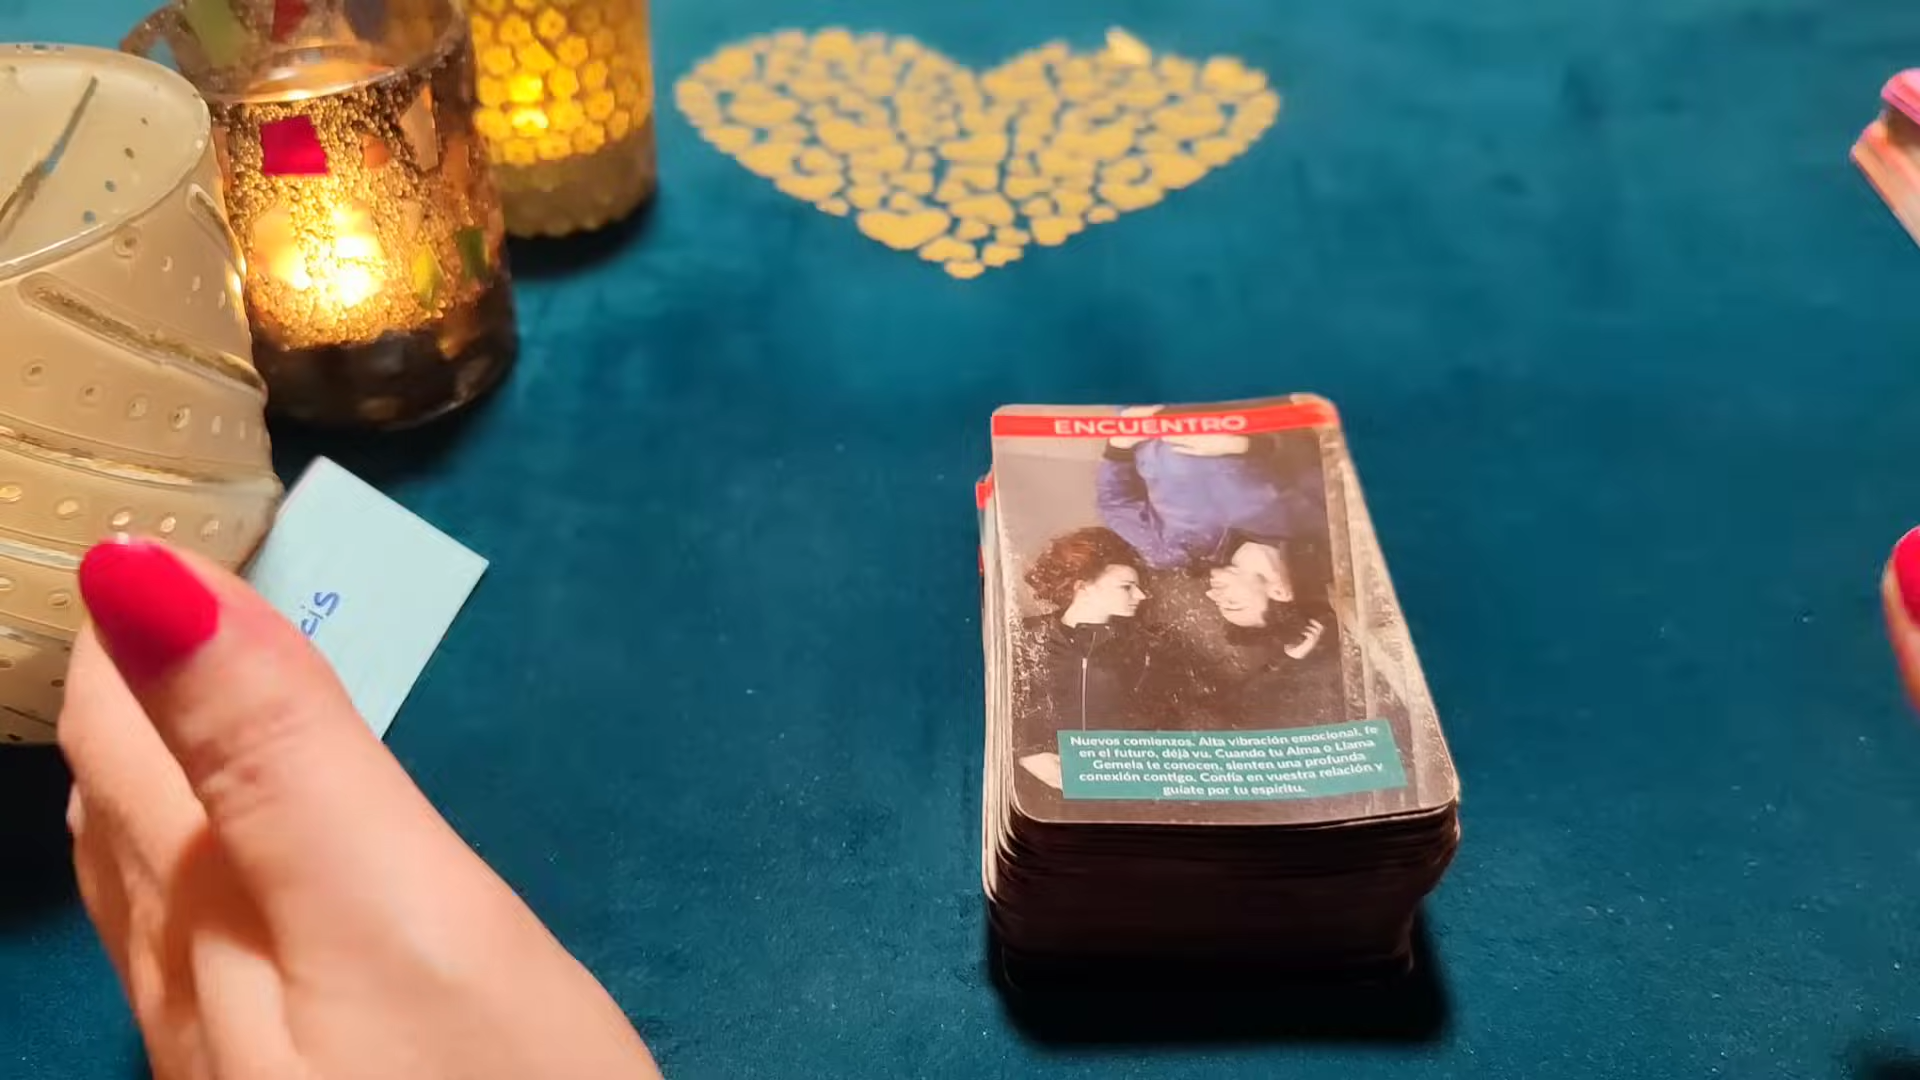 ENCUENTRO
cis
Nuevos comienzos. Alta vibración emocional, fe
en el futuro, déjà vu. Cuando tu Alma o Llama
Gemela te conocen, sienten una profunda
conexión contigo. Confía en vuestra relación y
guíate por tu espíritu.